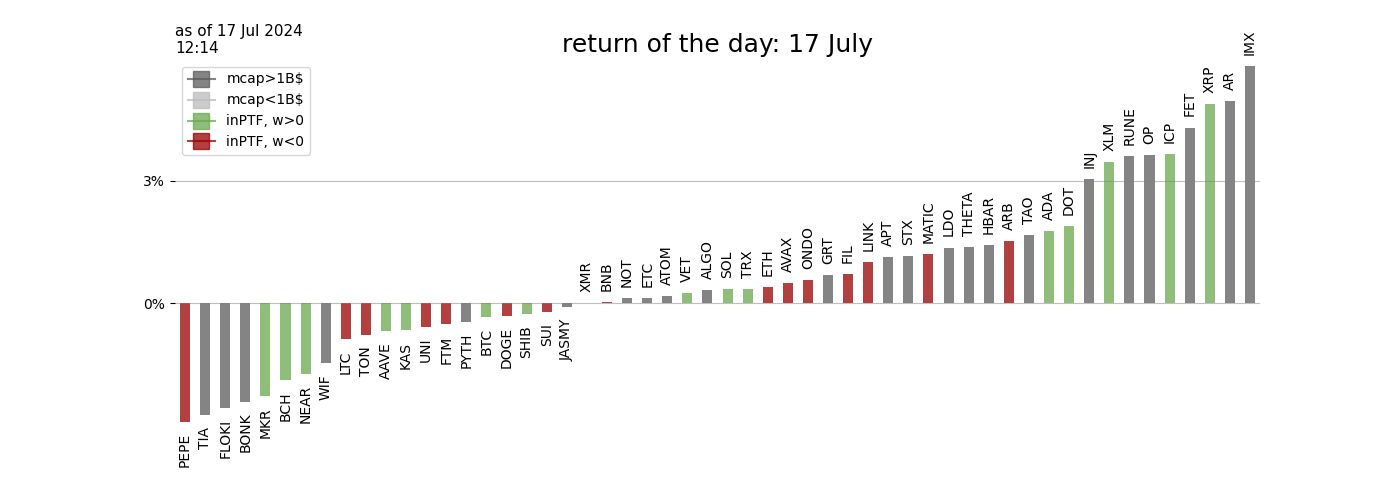 as of 17 Jul 2024
12:14
return of the day: 17 July
mcap>1B$
mcap<1B$
inPTF, w>0
inPTF, w<0
3%
0%
PEPE
TIA
FLOKI
BONK
MKR
BCH
NEAR
WIF
LTC
TON
AAVE
KAS
UNI
FTM
PYTH
BTC
DOGE
SHIB
SUI
JASMY
XMR
BNB
NOT
ETC
ATOM
VET
ALGO
SOL
TRX
ETH
AVAX
ONDO
GRT
FIL
LINK
APT
STX
MATIC
LDO
THETA
HBAR
ARB
TAO
ADA
DOT
INJ
XLM
RUNE
OP
ICP
FET
XRP
AR
IMX